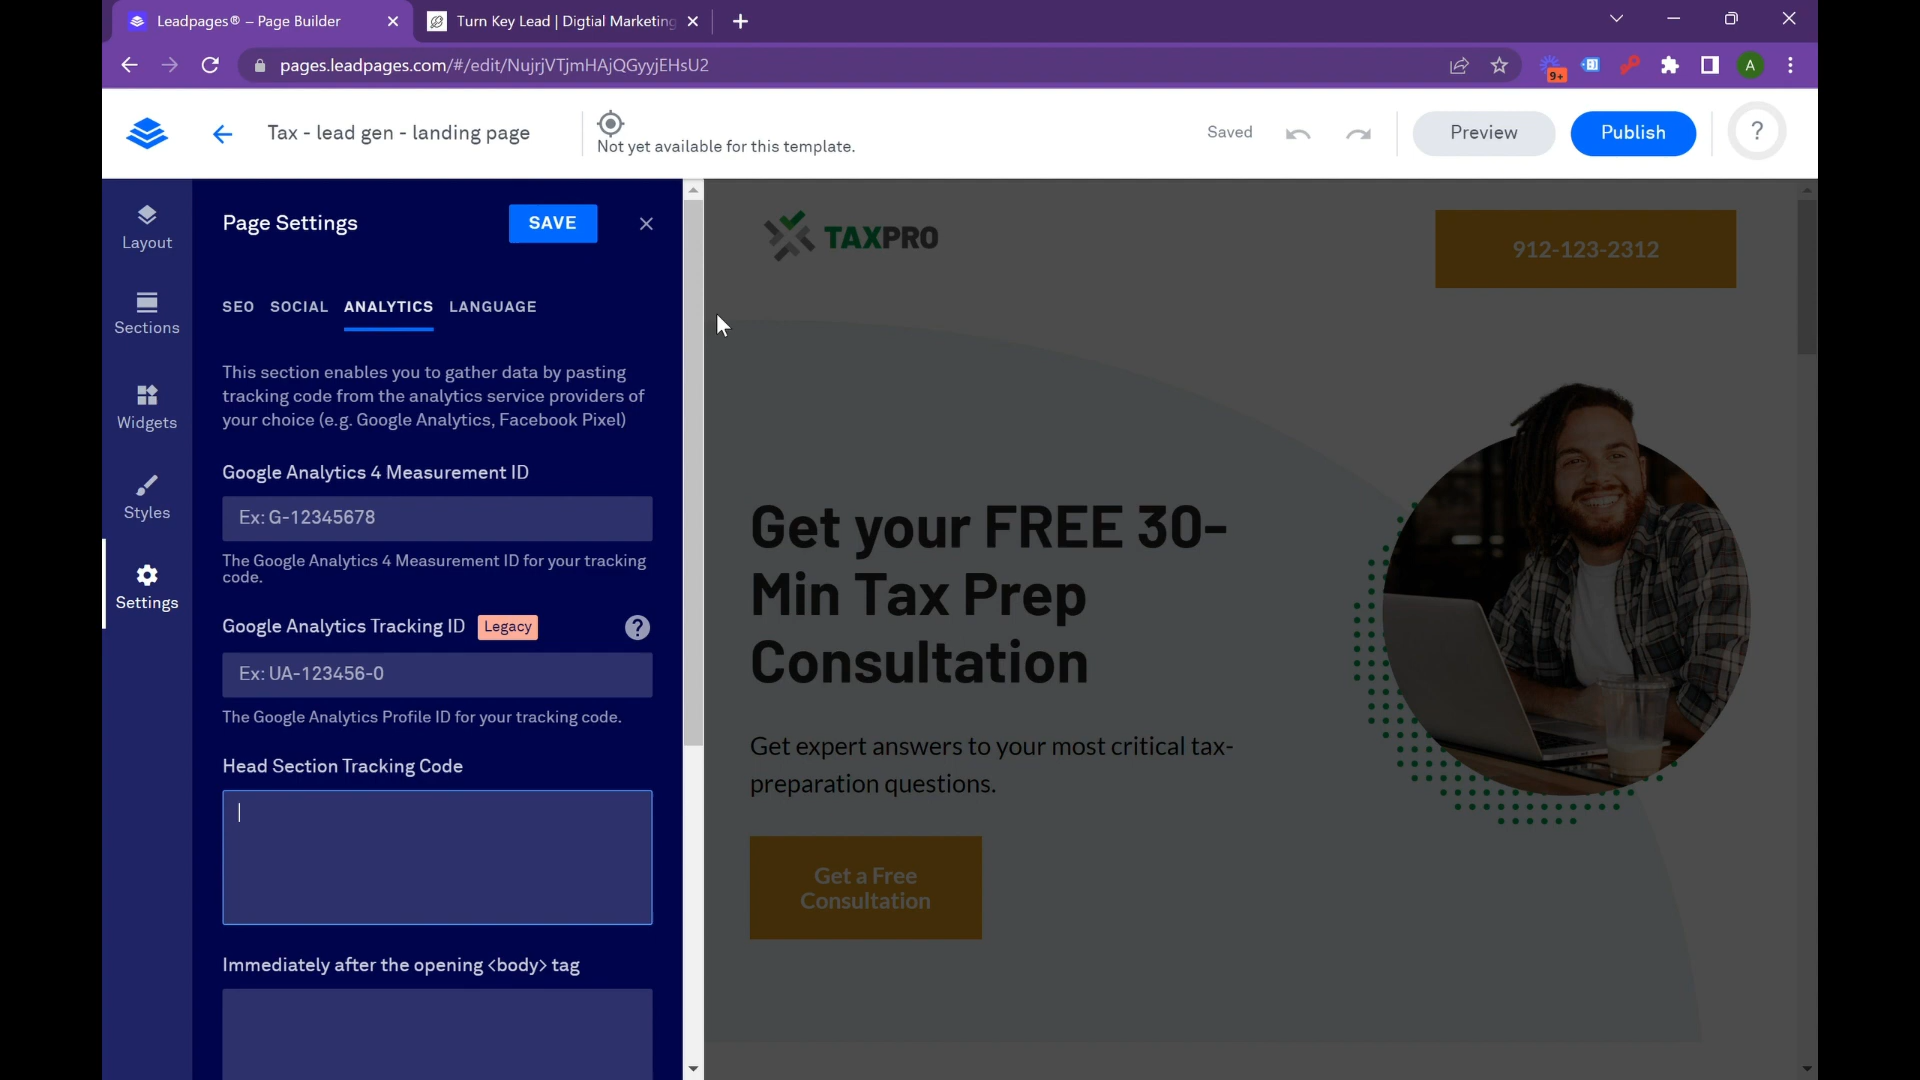 Leadpages® – Page Builder
Turn Key Lead | Digtial Marketing
pages.leadpages.com/#/edit/NujrjVTjmHAjQGyyjEHsU2
9+
A
Tax - lead gen - landing page
Not yet available for this template.
Saved
Preview
Publish
?
Layout
Sections
Widgets
Styles
Settings
Page Settings
SAVE
SEO SOCIAL ANALYTICS LANGUAGE
This section enables you to gather data by pasting
tracking code from the analytics service providers of
your choice (e.g. Google Analytics, Facebook Pixel)
Google Analytics 4 Measurement ID
Ex: G-12345678
The Google Analytics 4 Measurement ID for your tracking
code.
Google Analytics Tracking ID Legacy ?
Ex: UA-123456-0
The Google Analytics Profile ID for your tracking code.
Head Section Tracking Code
Immediately after the opening <body> tag
TAXPRO
912-123-2312
Get your FREE 30-
Min Tax Prep
Consultation
Get expert answers to your most critical tax-
preparation questions.
Get a Free
Consultation